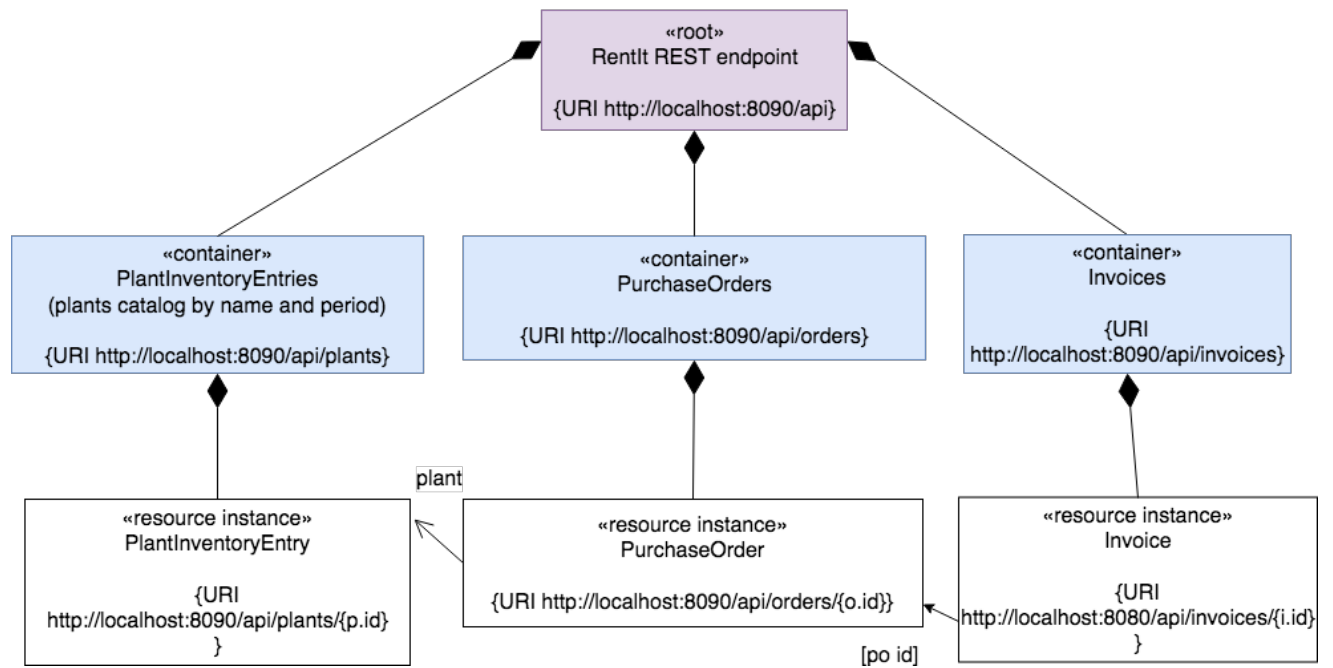 «root»
RentIt REST endpoint
{URI http://localhost:8090/api}
«container»
PlantInventoryEntries
(plants catalog by name and period)
{URI http://localhost:8090/api/plants}
«container»
PurchaseOrders
{URI http://localhost:8090/api/orders}
«container»
Invoices
{URI
http://localhost:8090/api/invoices}
plant
«resource instance»
PlantInventoryEntry
{URI
http://localhost:8090/api/plants/{p.id}
}
«resource instance»
PurchaseOrder
{URI http://localhost:8090/api/orders/{o.id}}
«resource instance»
Invoice
{URI
http://localhost:8080/api/invoices/{i.id}
}
[po id]